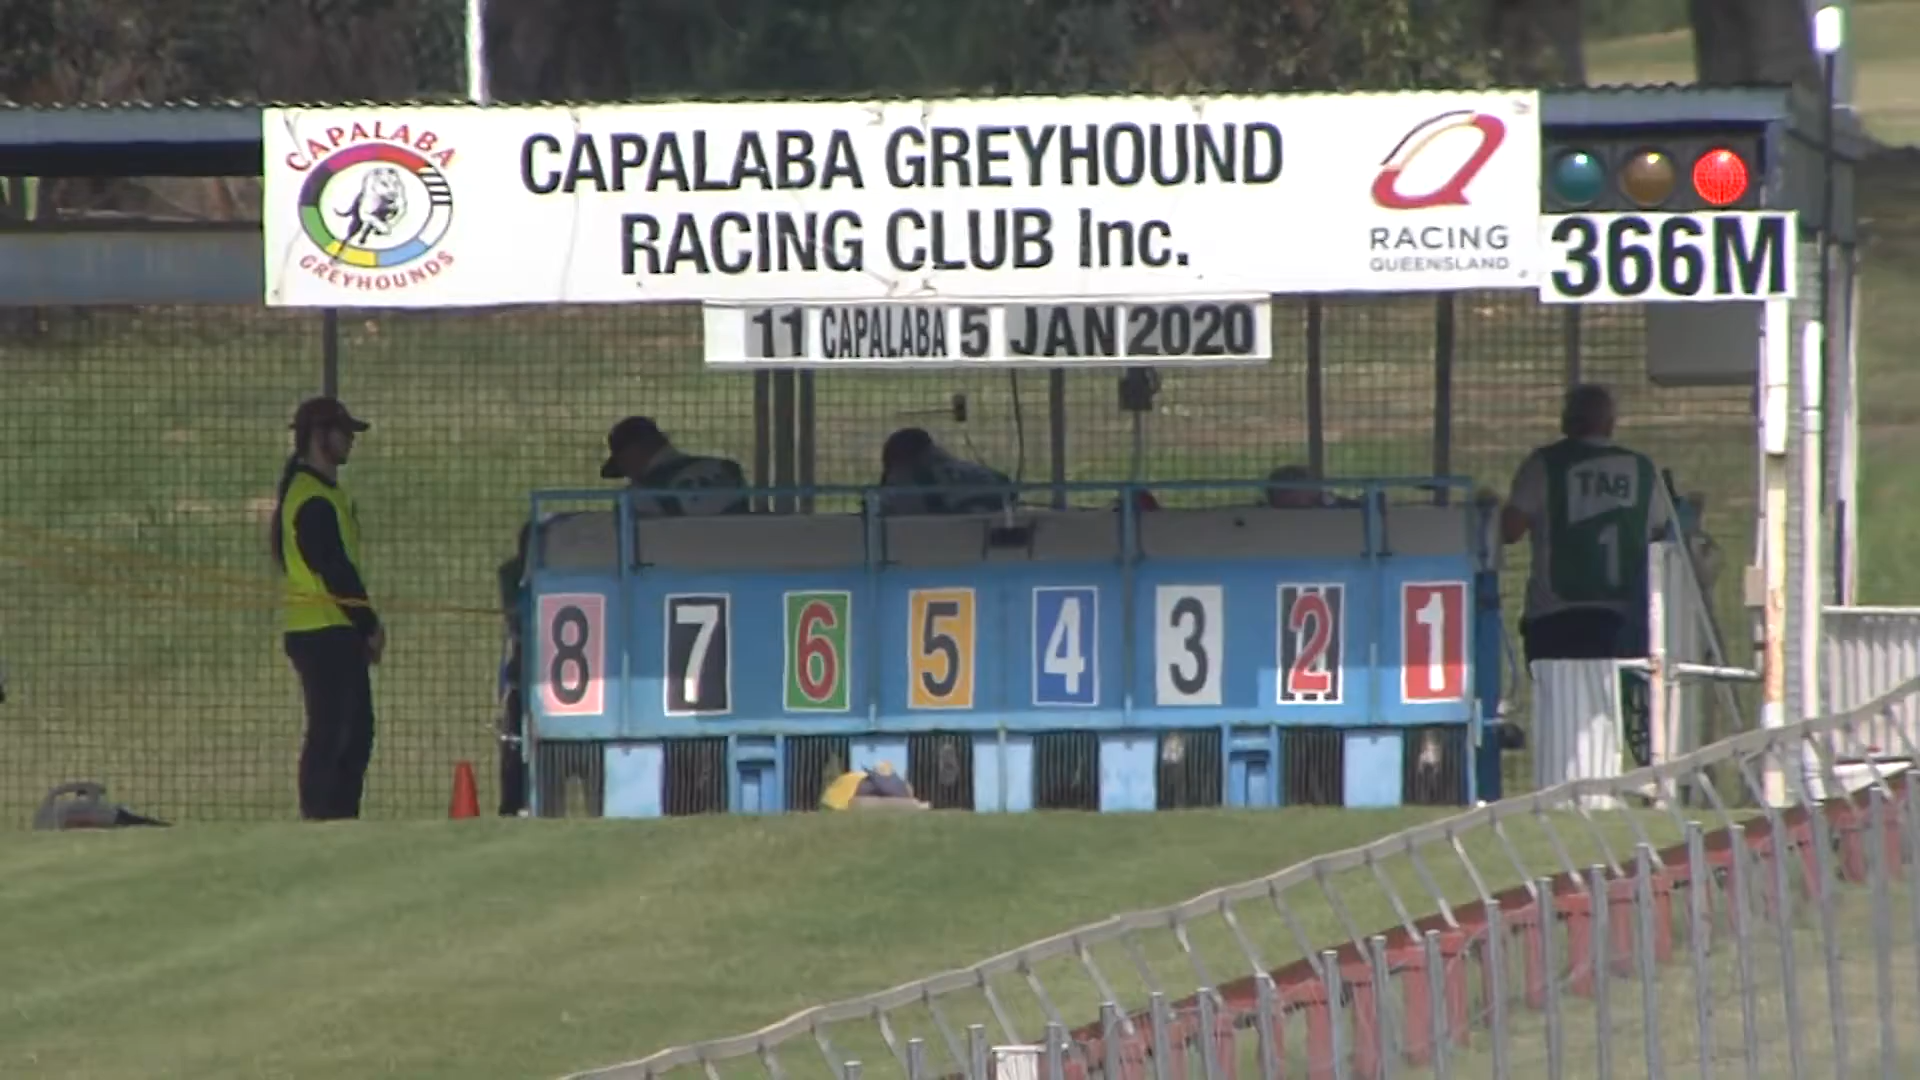 CAPALABA
GREYHOUNDS
CAPALABA GREYHOUND
RACING CLUB Inc.
RACING
QUEENSLAND
366M
11 CAPALABA 5 JAN 2020
TAB
1
8 7 6 5 4 3 2 1